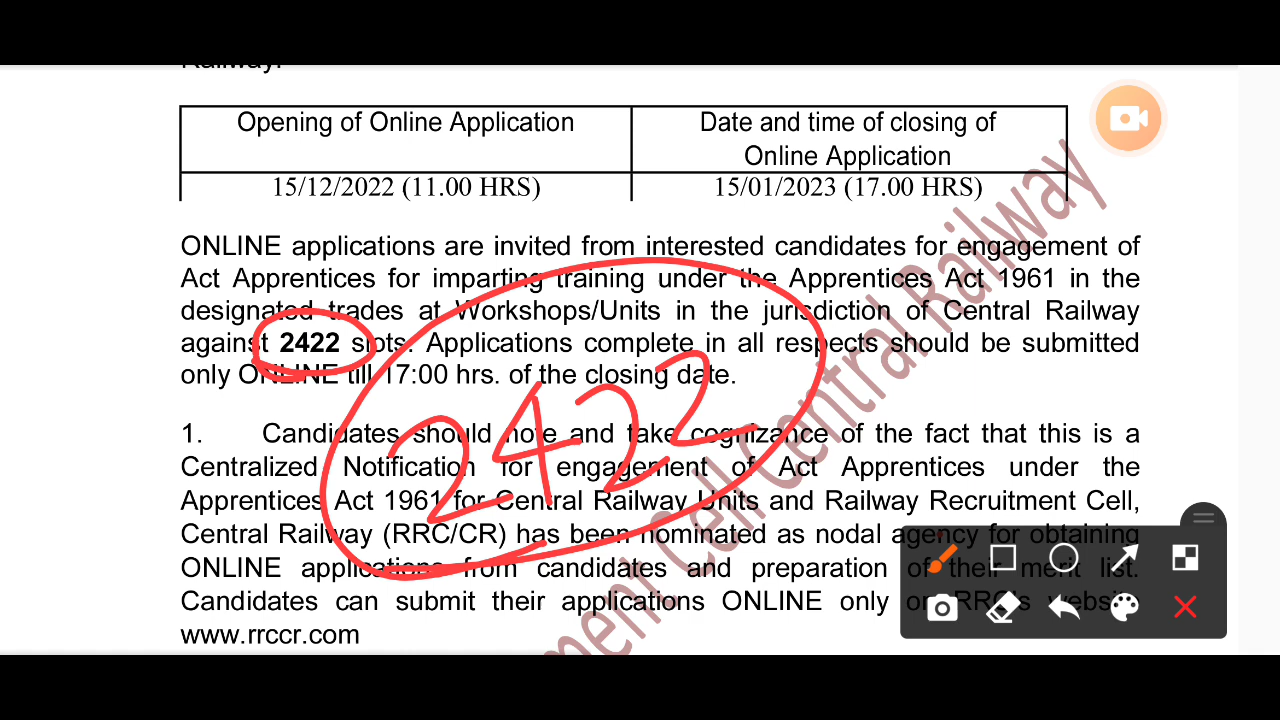 Railway.
Opening of Online Application
Date and time of closing of
Online Application
15/12/2022 (11.00 HRS)
15/01/2023 (17.00 HRS)
ONLINE applications are invited from interested candidates for engagement of
Act Apprentices for imparting training under the Apprentices Act 1961 in the
designated trades at Workshops/Units in the jurisdiction of Central Railway
against 2422 slots. Applications complete in all respects should be submitted
only ONLINE till 17:00 hrs. of the closing date.
2422
1. Candidates should note and take cognizance of the fact that this is a
Centralized Notification for engagement of Act Apprentices under the
Apprentices Act 1961 for Central Railway Units and Railway Recruitment Cell,
Central Railway (RRC/CR) has been nominated as nodal agency for obtaining
ONLINE applications from candidates and preparation of their merit list.
Candidates can submit their applications ONLINE only on RRC's website
www.rrccr.com
ment Cell Central Railway